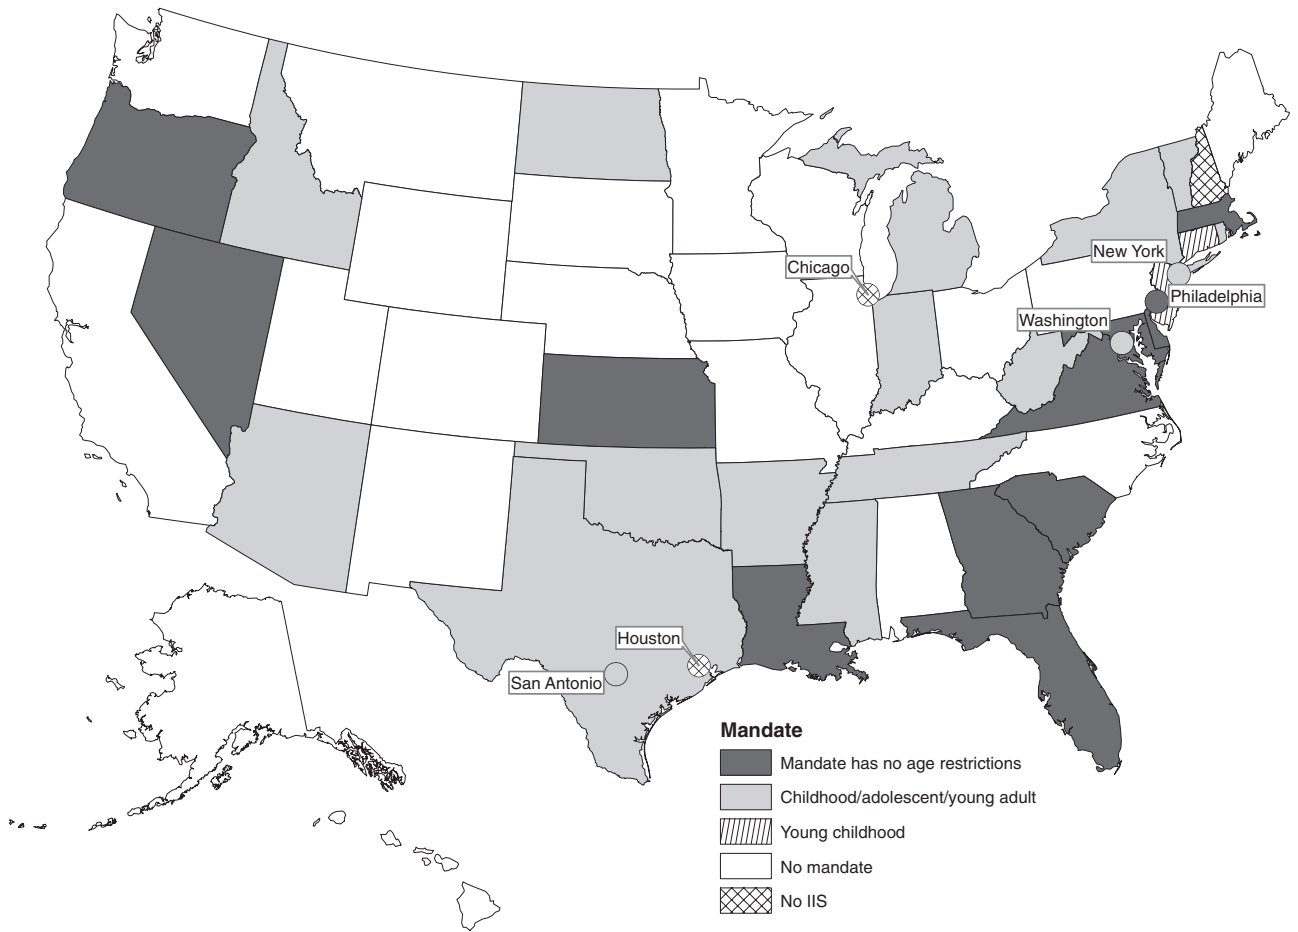 New York
Chicago
Philadelphia
Washington
Houston
San Antonio
Mandate
Mandate has no age restrictions
Childhood/adolescent/young adult
Young childhood
No mandate
No IIS